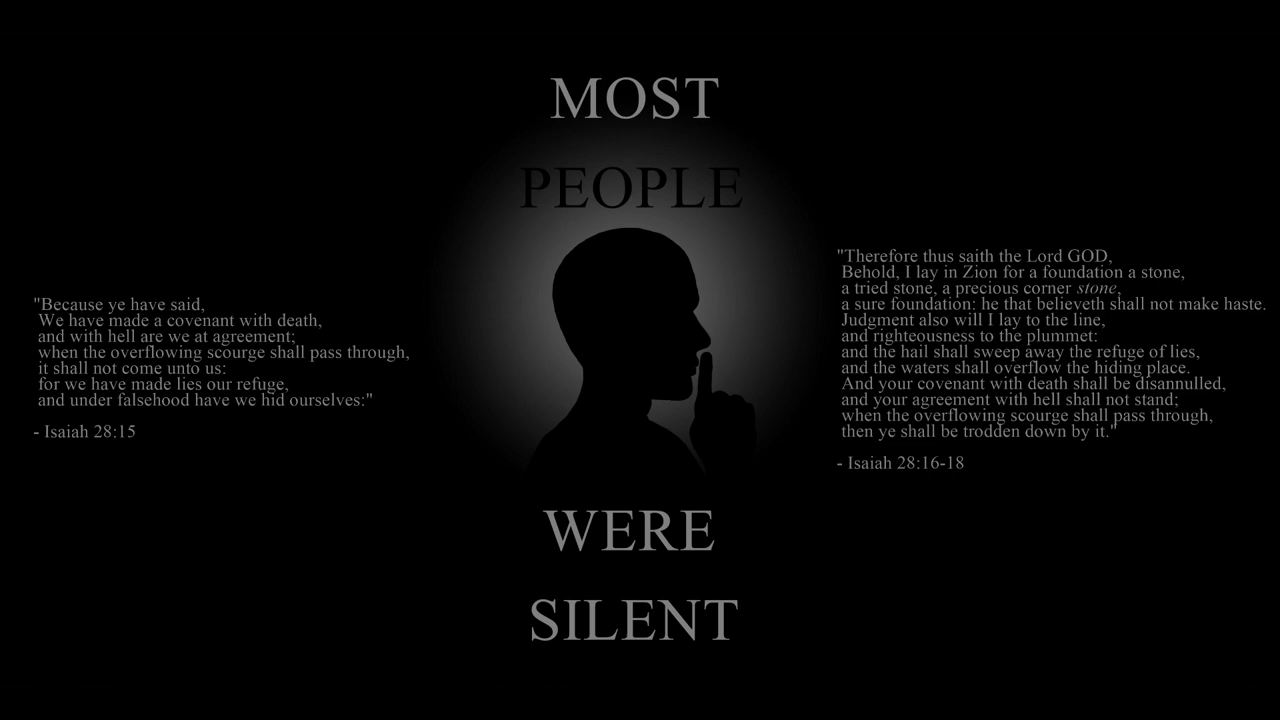 MOST
PEOPLE
WERE
SILENT
"Because ye have said,
We have made a covenant with death,
and with hell are we at agreement;
when the overflowing scourge shall pass through,
it shall not come unto us:
for we have made lies our refuge,
and under falsehood have we hid ourselves:"
- Isaiah 28:15
"Therefore thus saith the Lord GOD,
Behold, I lay in Zion for a foundation a stone,
a tried stone, a precious corner stone,
a sure foundation: he that believeth shall not make haste.
Judgment also will I lay to the line,
and righteousness to the plummet:
and the hail shall sweep away the refuge of lies,
and the waters shall overflow the hiding place.
And your covenant with death shall be disannulled,
and your agreement with hell shall not stand;
when the overflowing scourge shall pass through,
then ye shall be trodden down by it."
- Isaiah 28:16-18